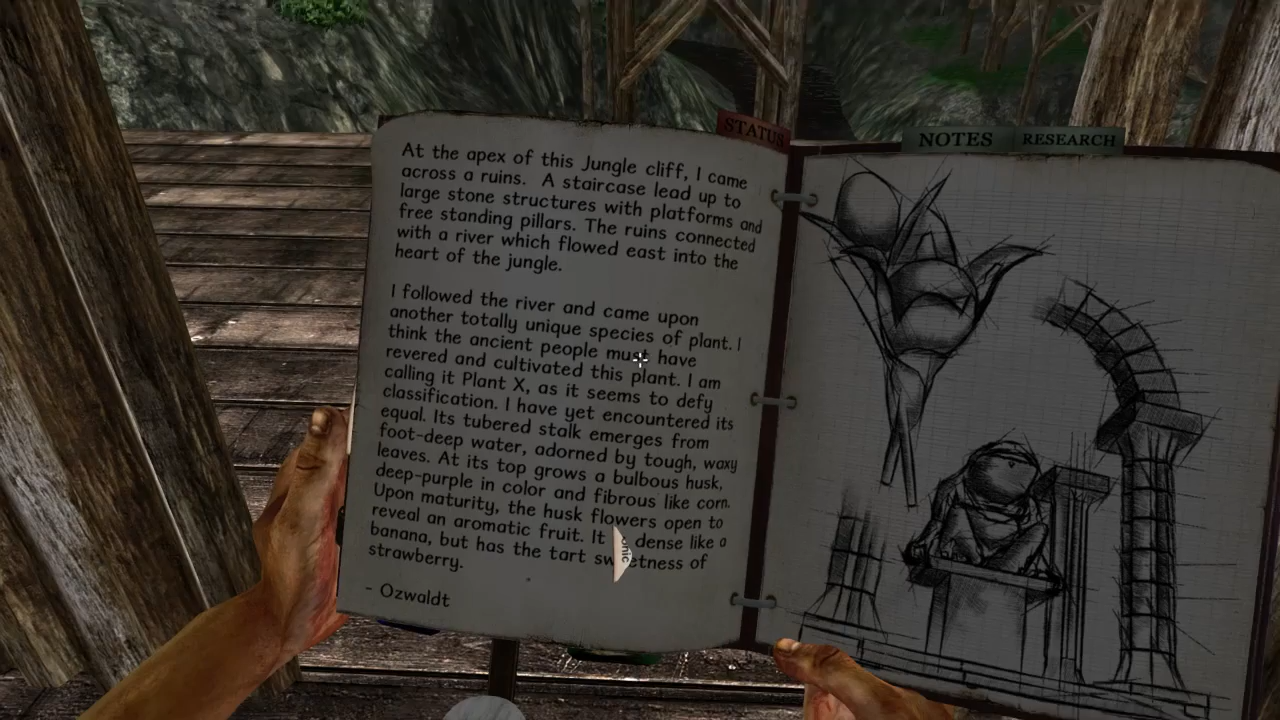 STATUS
NOTES
RESEARCH
At the apex of this Jungle cliff, I came
across a ruins. A staircase lead up to
large stone structures with platforms and
free standing pillars. The ruins connected
with a river which flowed east into the
heart of the jungle.
I followed the river and came upon
another totally unique species of plant. I
think the ancient people must have
revered and cultivated this plant. I am
calling it Plant X, as it seems to defy
classification. I have yet encountered its
equal. Its tubered stalk emerges from
foot-deep water, adorned by tough, waxy
leaves. At its top grows a bulbous husk,
deep-purple in color and fibrous like corn.
Upon maturity, the husk flowers open to
reveal an aromatic fruit. It dense like a
banana, but has the tart sweetness of
strawberry.
- Ozwaldt